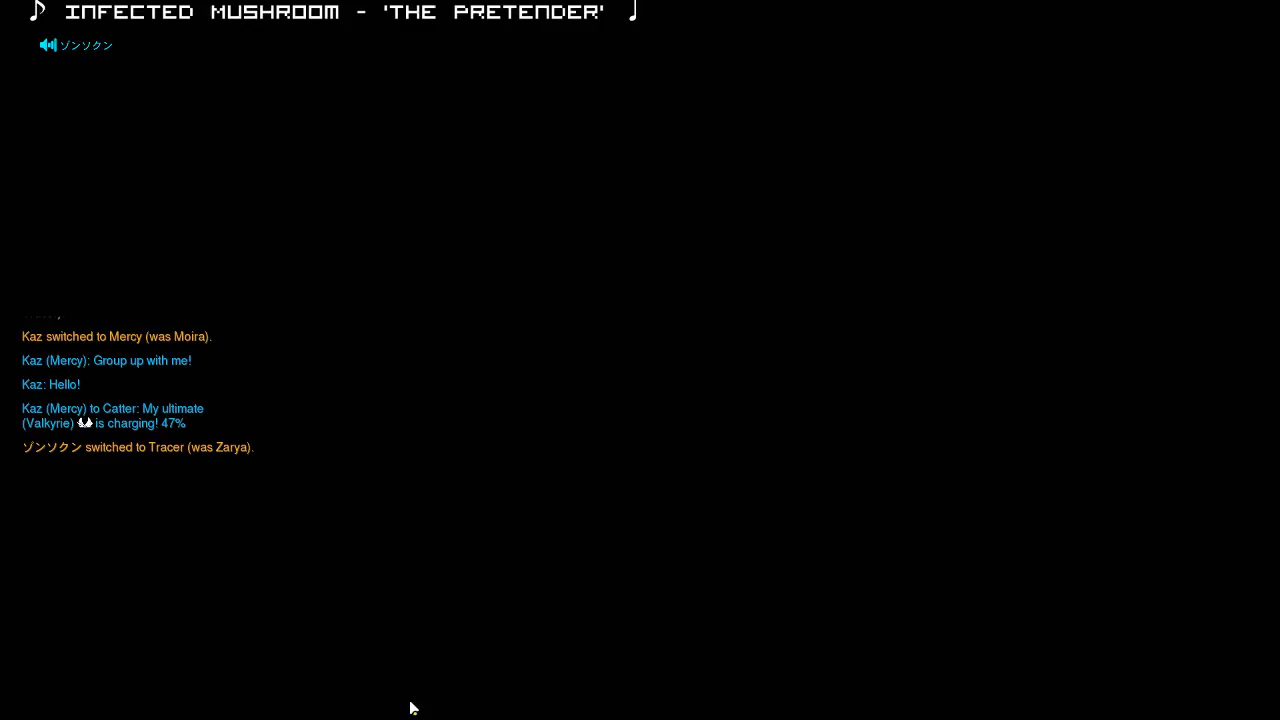 ♪ INFECTED MUSHROOM - 'THE PRETENDER' ♩
ゾンソクン
Kaz switched to Mercy (was Moira).
Kaz (Mercy): Group up with me!
Kaz: Hello!
Kaz (Mercy) to Catter: My ultimate
(Valkyrie) is charging! 47%
ゾンソクン switched to Tracer (was Zarya).